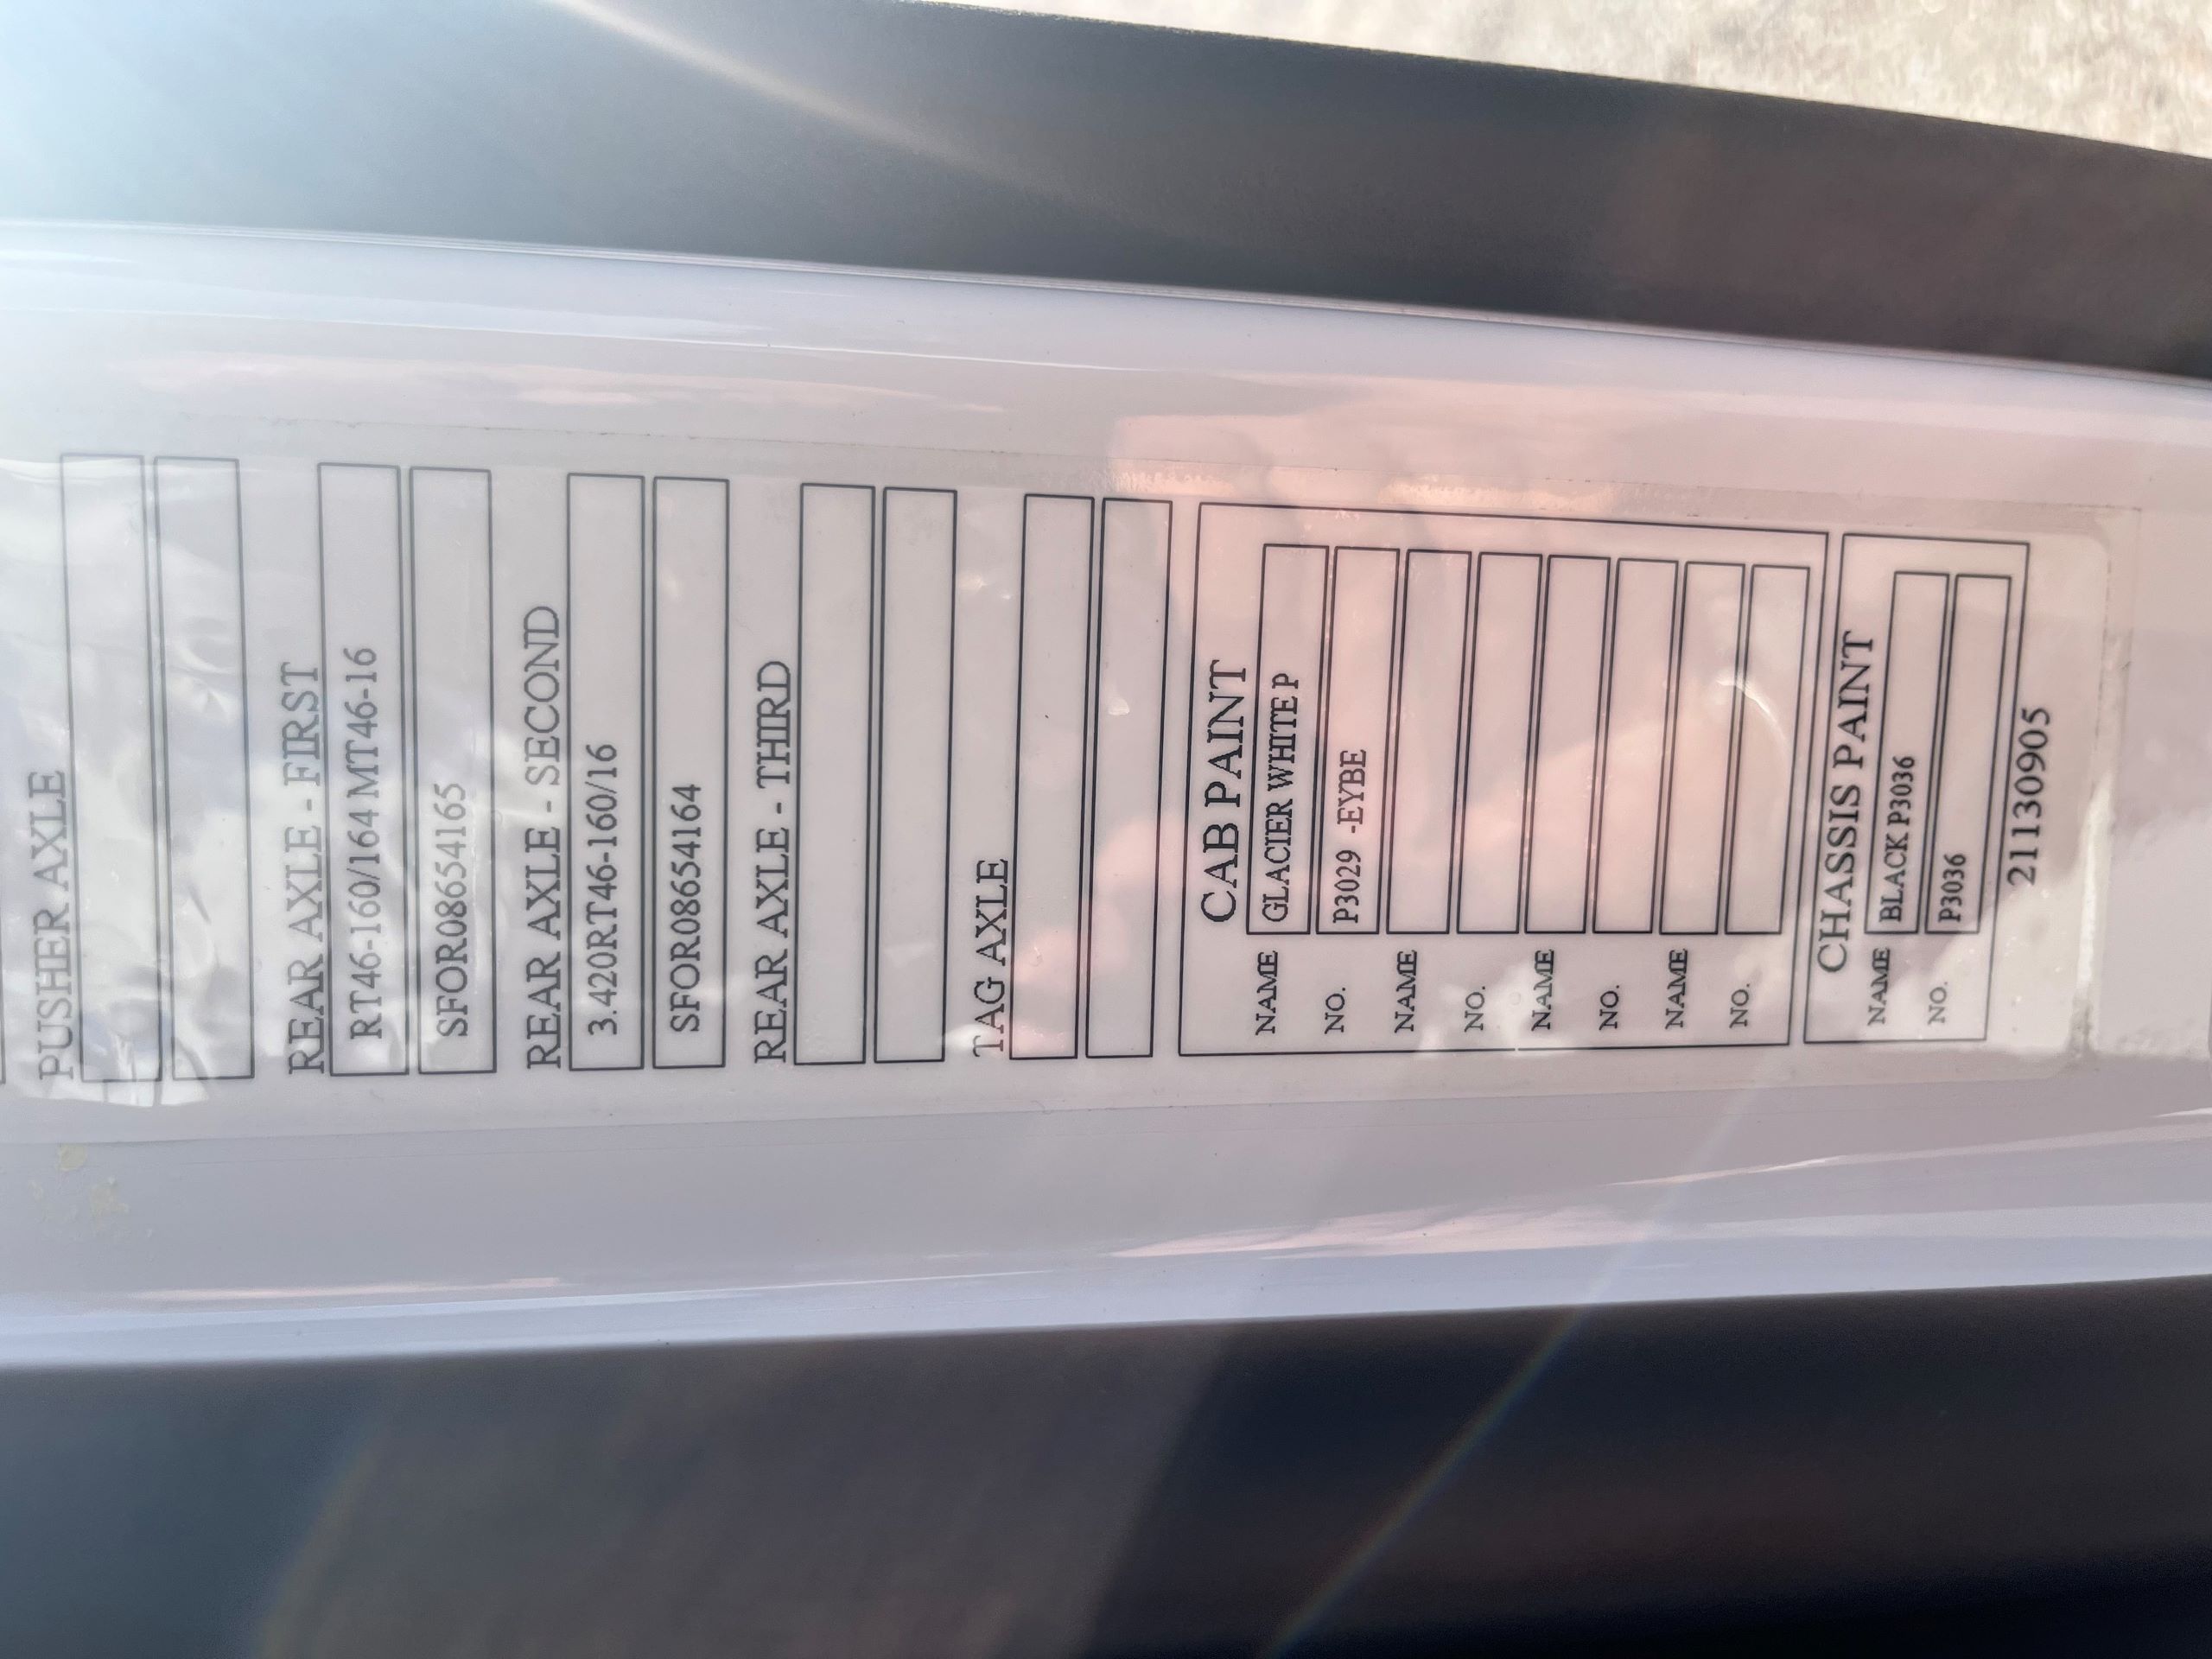 PUSHER AXLE
REAR AXLE - FIRST
RT46-160/164 MT46-16
SFOR08654165
REAR AXLE - SECOND
3.420RT46-160/16
SFOR08654164
REAR AXLE - THIRD
TAG AXLE
CAB PAINT
NAME GLACIER WHITE P
NO. P3029 -EYBE
NAME
NO.
NAME
NO.
NAME
NO.
CHASSIS PAINT
NAME BLACK P3036
NO. P3036
21130905